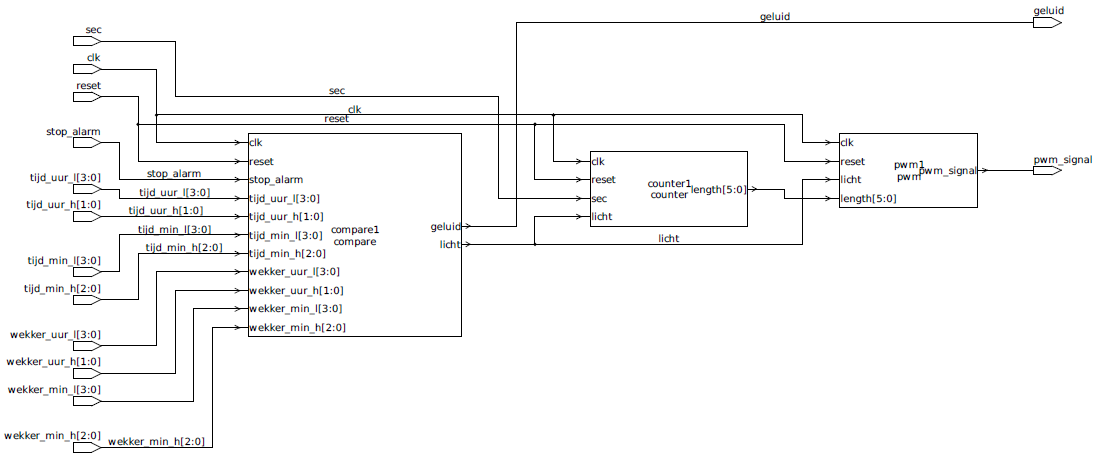 geluid
geluid
sec
clk
sec
reset
clk
reset
stop_alarm
clk
clk
reset
clk
reset
pwm1
pwm
pwm_signal
pwm_signal
stop_alarm
stop_alarm
reset
counter1
counter
length[5:0]
licht
tijd_uur_l[3:0]
tijd_uur_l[3:0]
tijd_uur_l[3:0]
sec
length[5:0]
tijd_uur_h[1:0]
tijd_uur_h[1:0]
tijd_uur_h[1:0]
licht
geluid
compare1
compare
tijd_min_l[3:0]
tijd_min_l[3:0]
licht
licht
tijd_min_h[2:0]
tijd_min_h[2:0]
tijd_min_l[3:0]
wekker_uur_l[3:0]
tijd_min_h[2:0]
wekker_uur_h[1:0]
wekker_min_l[3:0]
wekker_uur_l[3:0]
wekker_min_h[2:0]
wekker_uur_h[1:0]
wekker_min_l[3:0]
wekker_min_h[2:0]
wekker_min_h[2:0]